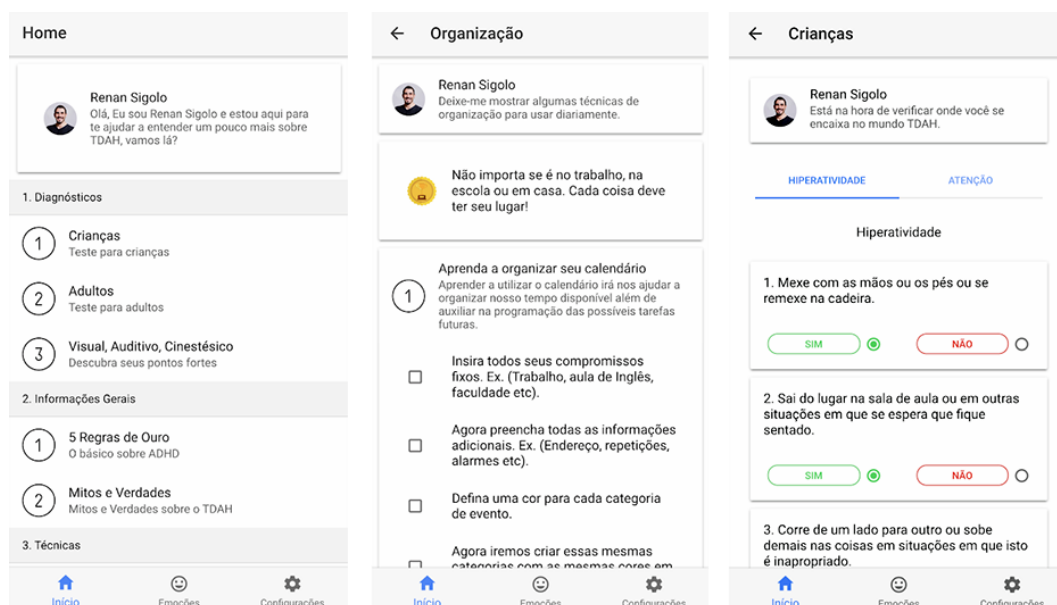 Home
Renan Sigolo
Olá, Eu sou Renan Sigolo e estou aqui para
te ajudar a entender um pouco mais sobre
TDAH, vamos lá?
1. Diagnósticos
1
Crianças
Teste para crianças
2
Adultos
Teste para adultos
3
Visual, Auditivo, Cinestésico
Descubra seus pontos fortes
2. Informações Gerais
1
5 Regras de Ouro
O básico sobre ADHD
2
Mitos e Verdades
Mitos e Verdades sobre o TDAH
3. Técnicas
Início
Emoções
Configurações
Organização
Renan Sigolo
Deixe-me mostrar algumas técnicas de
organização para usar diariamente.
Não importa se é no trabalho, na
escola ou em casa. Cada coisa deve
ter seu lugar!
1
Aprenda a organizar seu calendário
Aprender a utilizar o calendário irá nos ajudar a
organizar nosso tempo disponível além de
auxiliar na programação das possíveis tarefas
futuras.
Insira todos seus compromissos
fixos. Ex. (Trabalho, aula de Inglês,
faculdade etc).
Agora preencha todas as informações
adicionais. Ex. (Endereço, repetições,
alarmes etc).
Defina uma cor para cada categoria
de evento.
Agora iremos criar essas mesmas
categorias com as mesmas cores em
Início
Emoções
Configurações
Crianças
Renan Sigolo
Está na hora de verificar onde você se
encaixa no mundo TDAH.
HIPERATIVIDADE
ATENÇÃO
Hiperatividade
1. Mexe com as mãos ou os pés ou se
remexe na cadeira.
SIM
NÃO
2. Sai do lugar na sala de aula ou em outras
situações em que se espera que fique
sentado.
SIM
NÃO
3. Corre de um lado para outro ou sobe
demais nas coisas em situações em que isto
é inapropriado.
Início
Emoções
Configurações